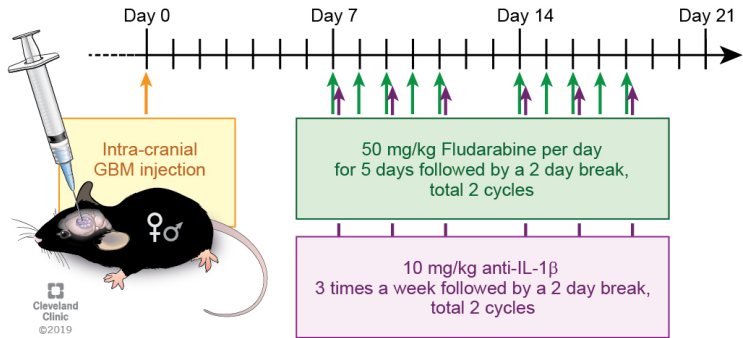 Day 0
Day 7
Day 14
Day 21
Intra-cranial
GBM injection
50 mg/kg Fludarabine per day
for 5 days followed by a 2 day break,
total 2 cycles
♀♂
10 mg/kg anti-IL-1β
3 times a week followed by a 2 day break,
total 2 cycles
Cleveland
Clinic
©2019